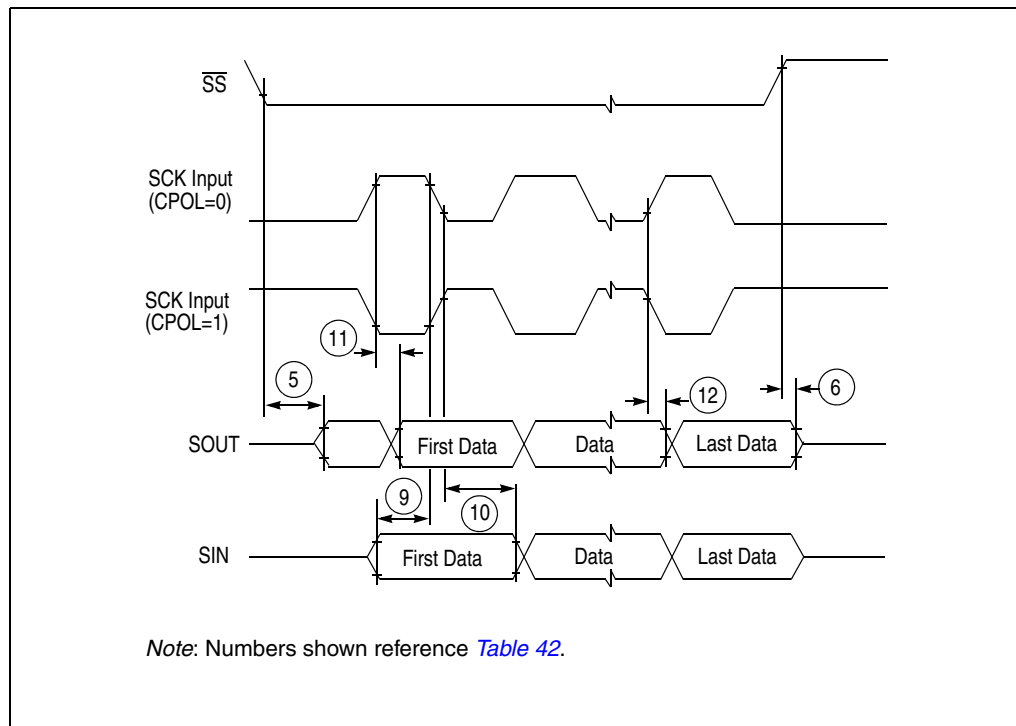 SS
SCK Input
(CPOL=0)
SCK Input
(CPOL=1)
11
5
12
6
SOUT
First Data
Data
Last Data
9
10
SIN
First Data
Data
Last Data
Note: Numbers shown reference Table 42.